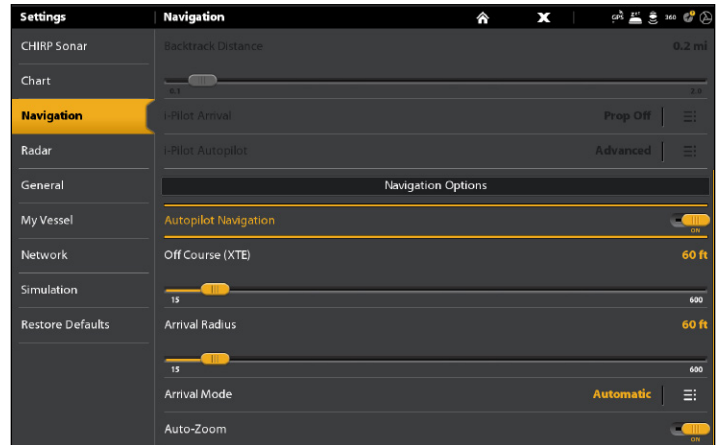 Settings
Navigation
GPS
360
CHIRP Sonar
Chart
Navigation
Radar
General
My Vessel
Network
Simulation
Restore Defaults
Backtrack Distance 0.2 mi
0.1 2.0
i-Pilot Arrival Prop Off
i-Pilot Autopilot Advanced
Navigation Options
Autopilot Navigation
ON
Off Course (XTE) 60 ft
15 600
Arrival Radius 60 ft
15 600
Arrival Mode Automatic
Auto-Zoom
ON